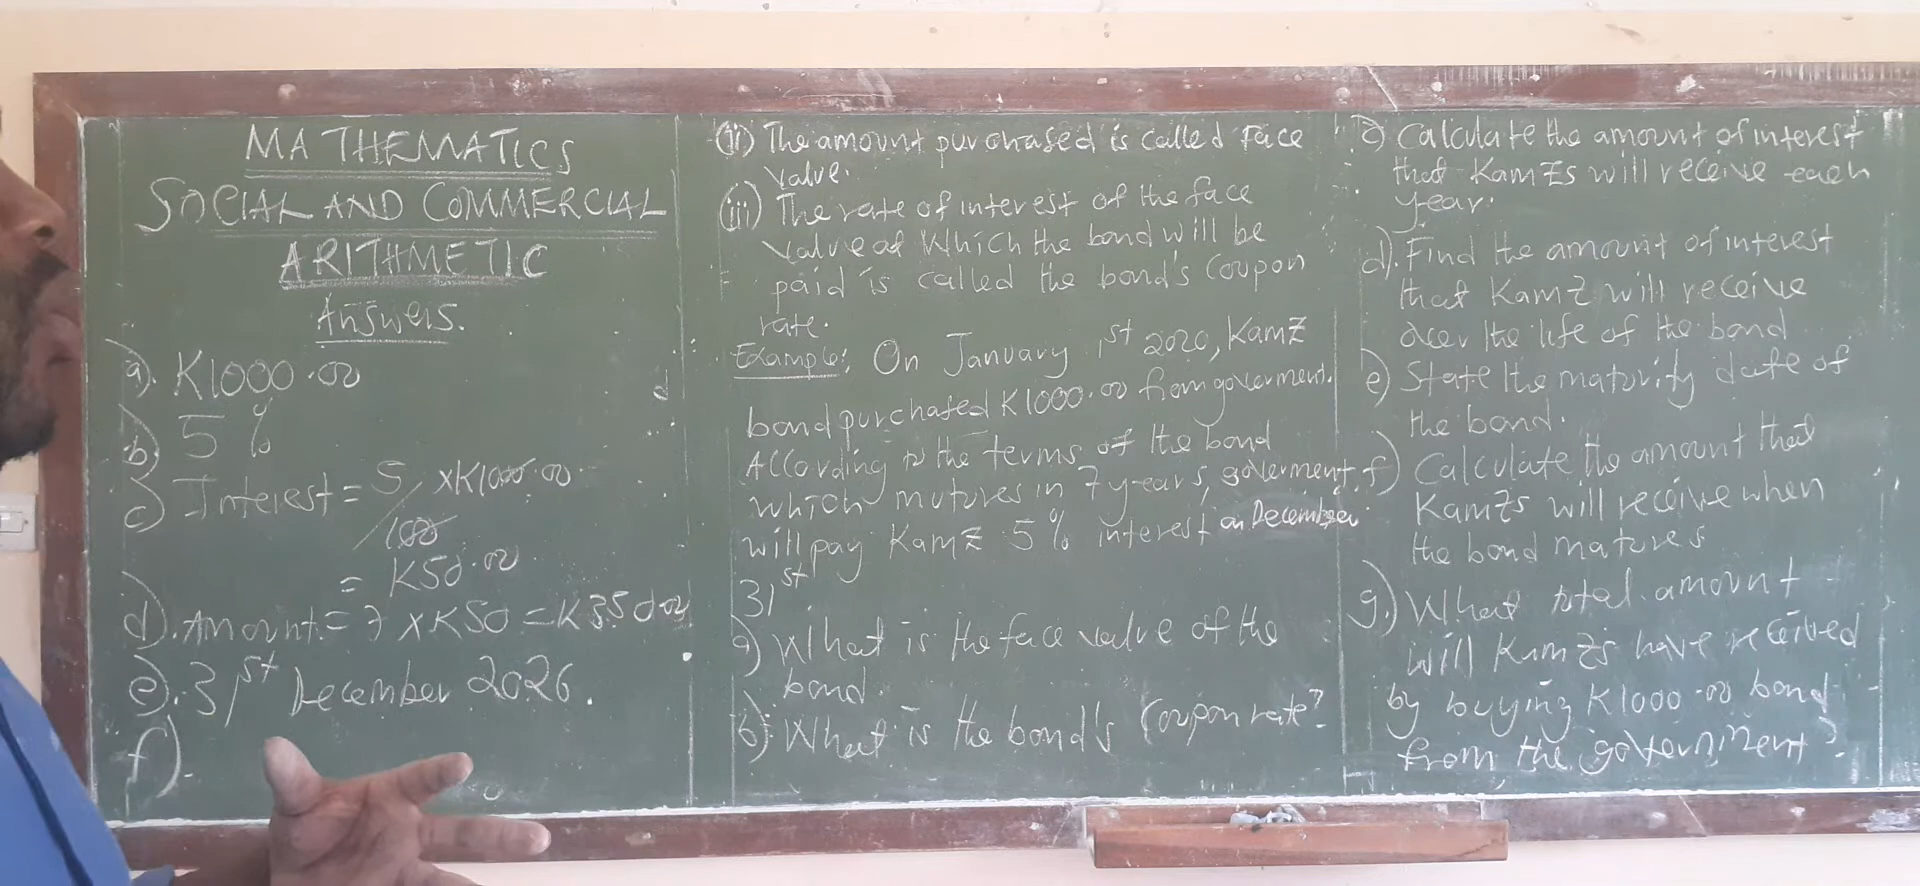 MATHEMATICS
SOCIAL AND COMMERCIAL
ARITHMETIC
Answers.
a). K1000.00
b) 5%
c) Interest = 5/100 × K1000.00
= K50.00
d). Amount. = 7 × K50 = K350.00
e). 31st December 2026.
f)
(ii) The amount purchased is called Face
Value.
(iii) The rate of interest of the face
value at which the bond will be
paid is called the bond's coupon
rate.
Example: On January 1st 2020, KamZ
bond purchased K1000.00 from goverment.
According to the terms of the bond
which mutures in 7 years, goverment
will pay KamZ 5% interest on December
31st
a) What is the face value of the
bond.
b) What is the bond's Coupon rate?
c) Calculate the amount of interest
that KamZs will receive each
year.
d). Find the amount of interest
that KamZ will receive
over the life of the bond
e) State the maturity date of
the bond.
f) Calculate the amount that
KamZs will receive when
the bond matures
g.) What total amount
will KamZs have received
by buying K1000.00 bond
from the government?